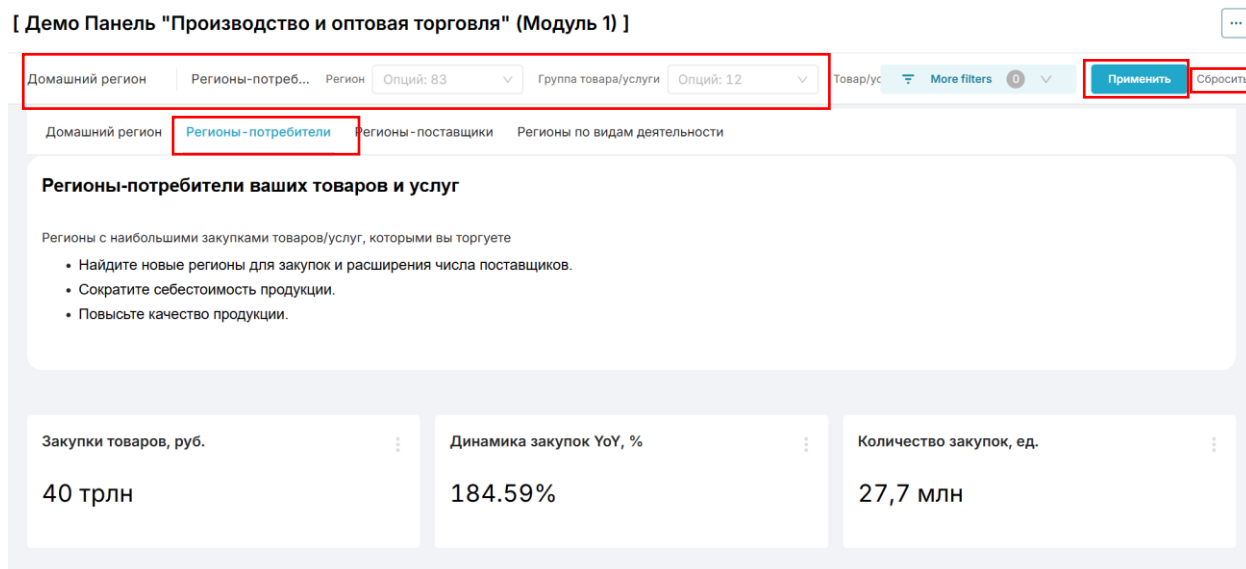 [ Демо Панель "Производство и оптовая торговля" (Модуль 1) ]
...
Домашний регион Регионы-потреб... Регион Опций: 83 Группа товара/услуги Опций: 12 Товар/ус More filters 0 Применить Сбросить
Домашний регион Регионы-потребители Регионы-поставщики Регионы по видам деятельности
Регионы-потребители ваших товаров и услуг
Регионы с наибольшими закупками товаров/услуг, которыми вы торгуете
• Найдите новые регионы для закупок и расширения числа поставщиков.
• Сократите себестоимость продукции.
• Повысьте качество продукции.
Закупки товаров, руб. Динамика закупок YoY, % Количество закупок, ед.
40 трлн 184.59% 27,7 млн